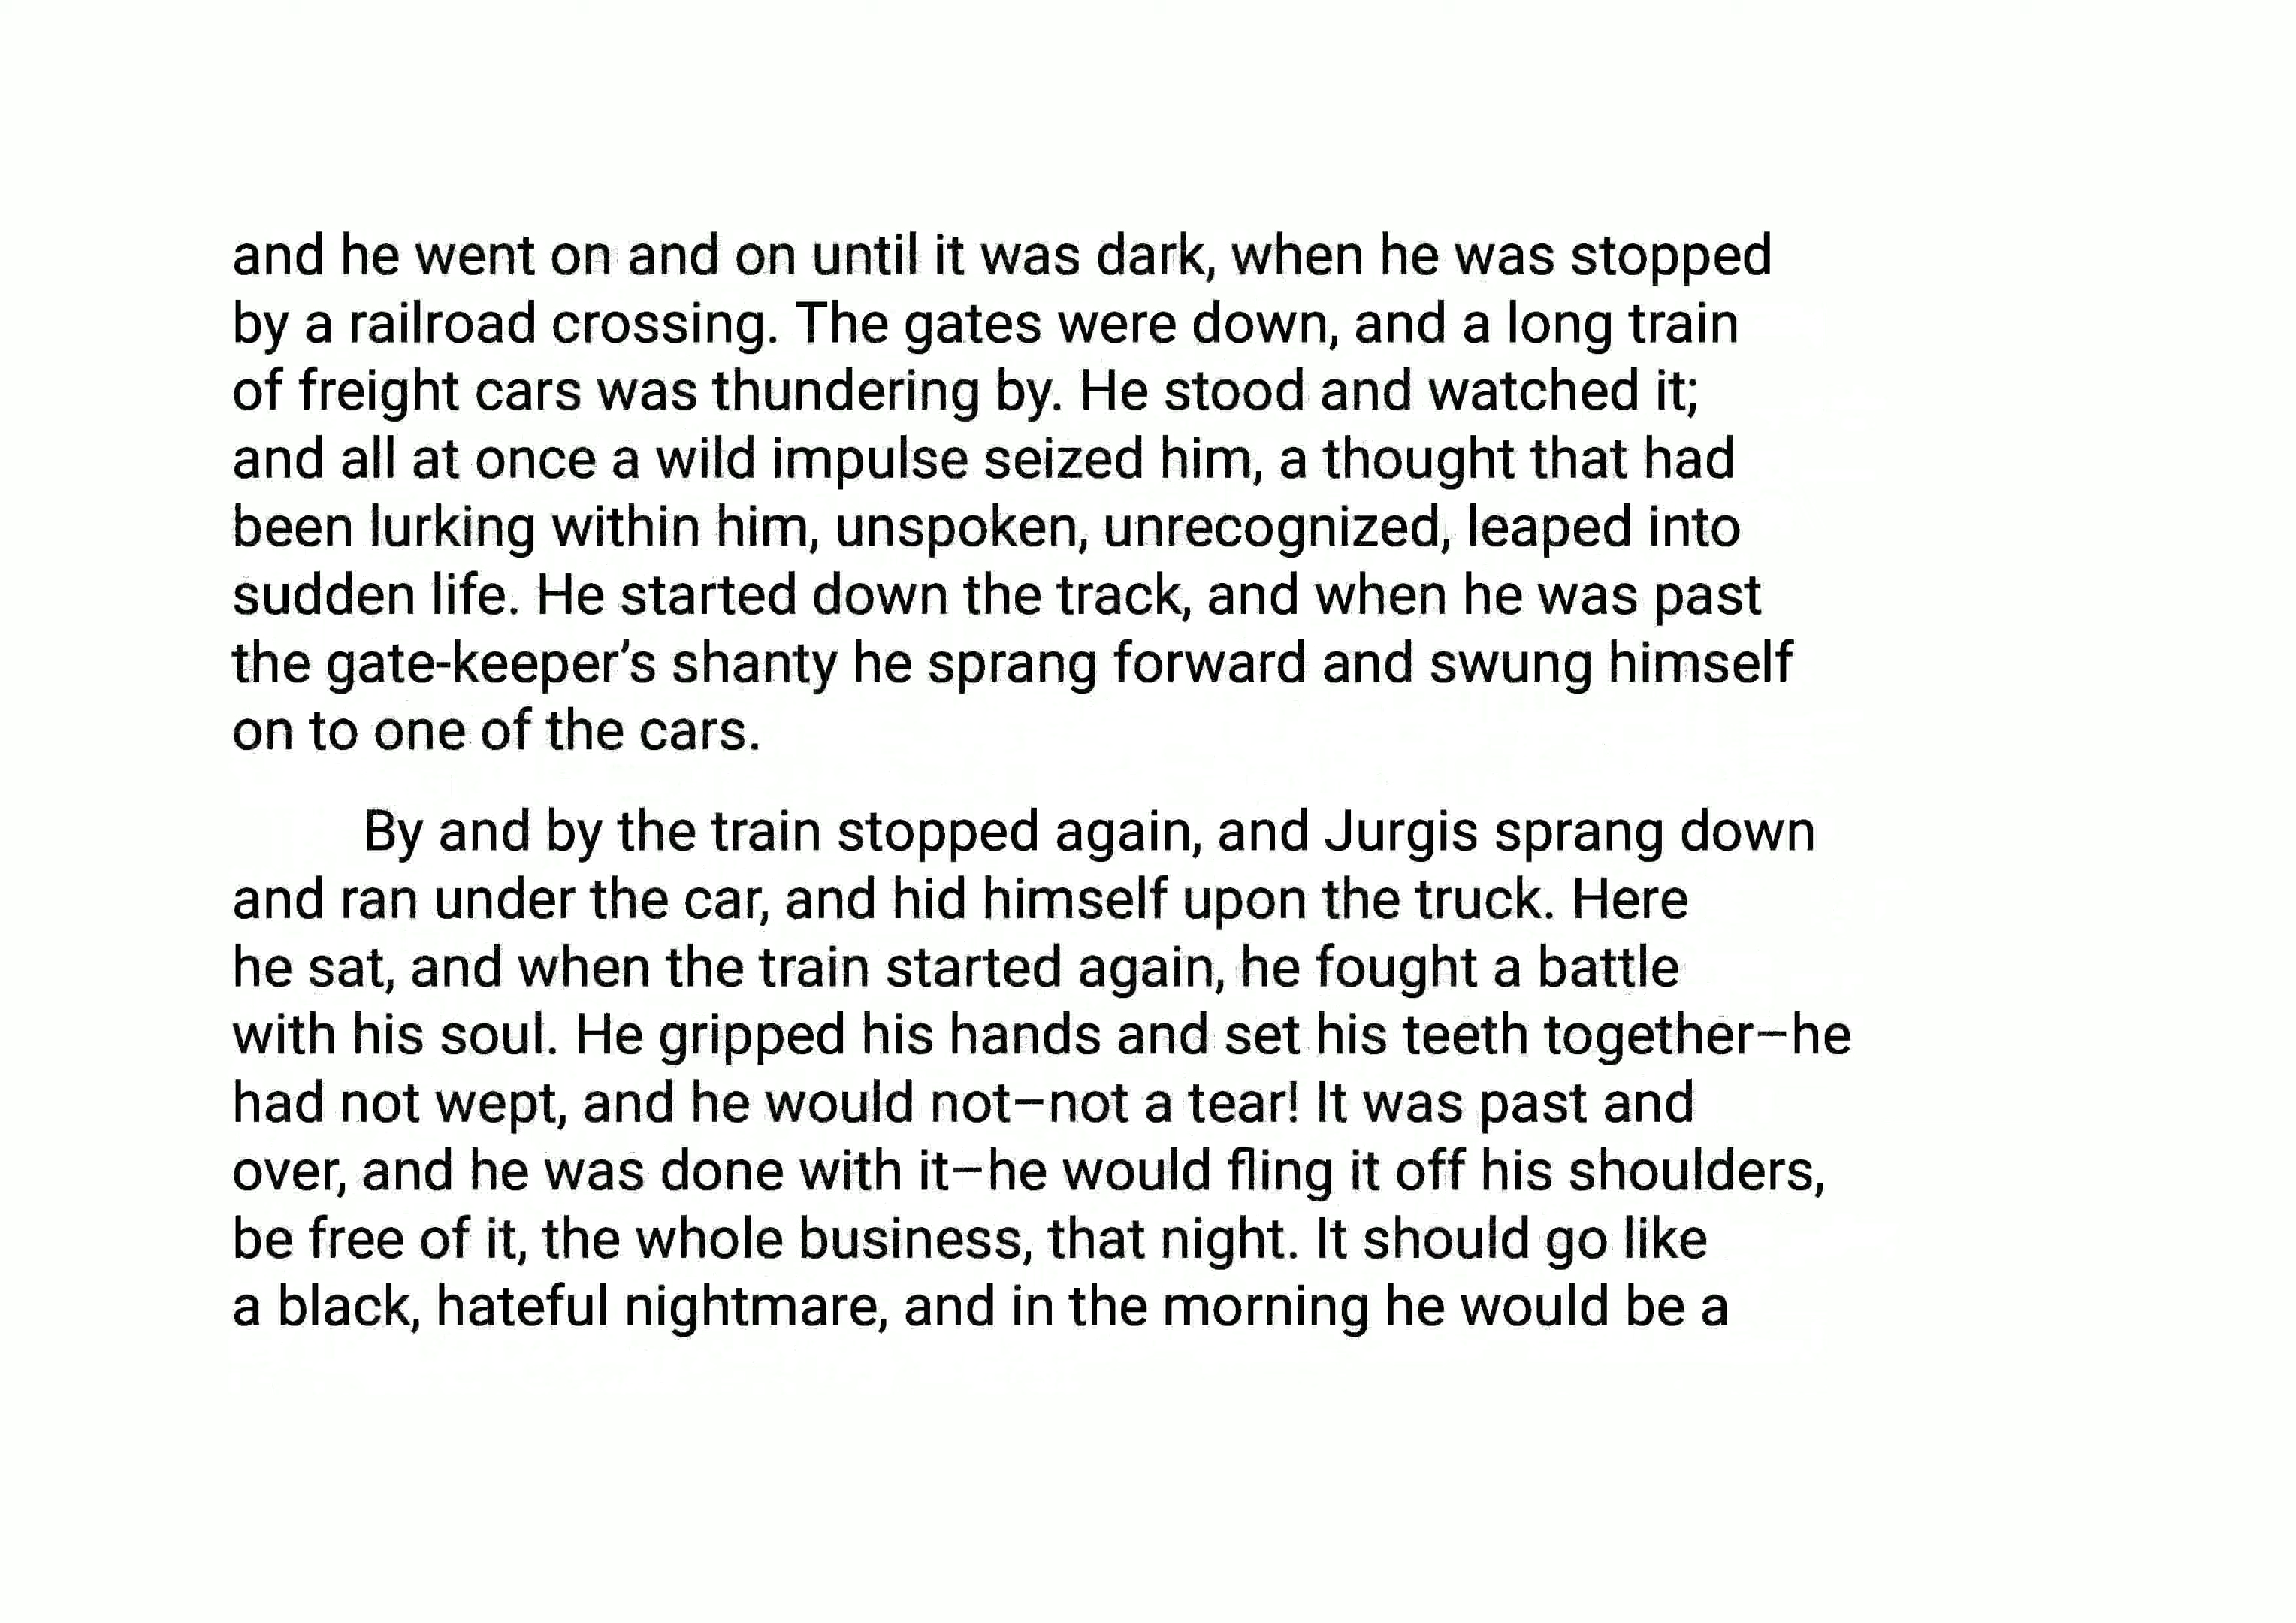 and he went on and on until it was dark, when he was stopped
by a railroad crossing. The gates were down, and a long train
of freight cars was thundering by. He stood and watched it;
and all at once a wild impulse seized him, a thought that had
been lurking within him, unspoken, unrecognized, leaped into
sudden life. He started down the track, and when he was past
the gate-keeper’s shanty he sprang forward and swung himself
on to one of the cars.
By and by the train stopped again, and Jurgis sprang down
and ran under the car, and hid himself upon the truck. Here
he sat, and when the train started again, he fought a battle
with his soul. He gripped his hands and set his teeth together—he
had not wept, and he would not—not a tear! It was past and
over, and he was done with it—he would fling it off his shoulders,
be free of it, the whole business, that night. It should go like
a black, hateful nightmare, and in the morning he would be a